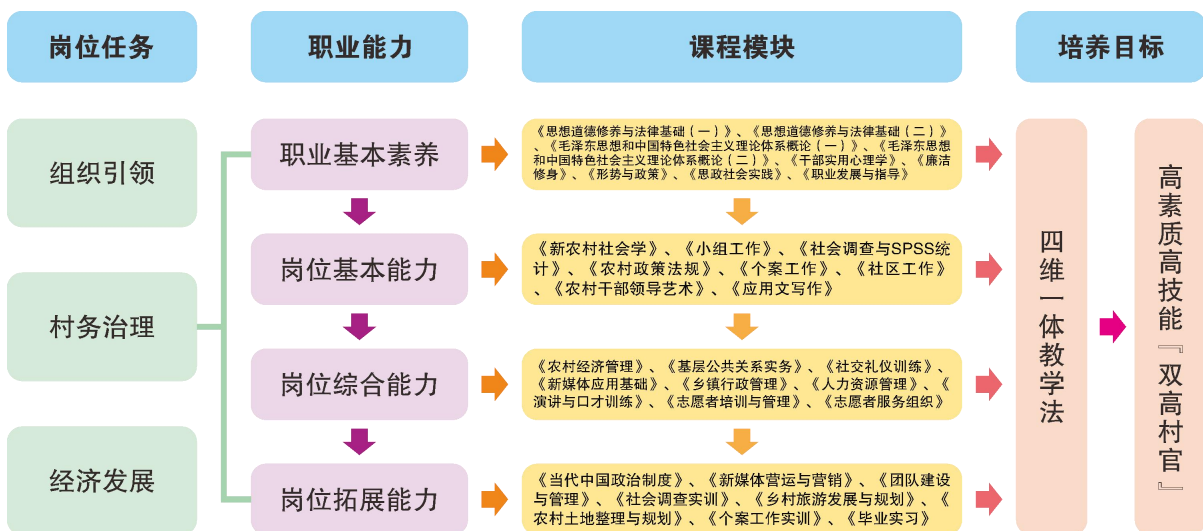 岗位任务
职业能力
课程模块
培养目标
组织引领
村务治理
经济发展
职业基本素养
岗位基本能力
岗位综合能力
岗位拓展能力
《思想道德修养与法律基础（一）》、《思想道德修养与法律基础（二）》
、《毛泽东思想和中国特色社会主义理论体系概论（一）》、《毛泽东思想
和中国特色社会主义理论体系概论（二）》、《干部实用心理学》、《廉洁
修身》、《形势与政策》、《思政社会实践》、《职业发展与指导》
《新农村社会学》、《小组工作》、《社会调查与SPSS统
计》、《农村政策法规》、《个案工作》、《社区工作》
、《农村干部领导艺术》、《应用文写作》
《农村经济管理》、《基层公共关系实务》、《社交礼仪训练》、
《新媒体应用基础》、《乡镇行政管理》、《人力资源管理》、《
演讲与口才训练》、《志愿者培训与管理》、《志愿者服务组织》
《当代中国政治制度》、《新媒体营运与营销》、《团队建设
与管理》、《社会调查实训》、《乡村旅游发展与规划》、《
农村土地整理与规划》、《个案工作实训》、《毕业实习》
四维一体教学法
高素质高技能『双高村官』